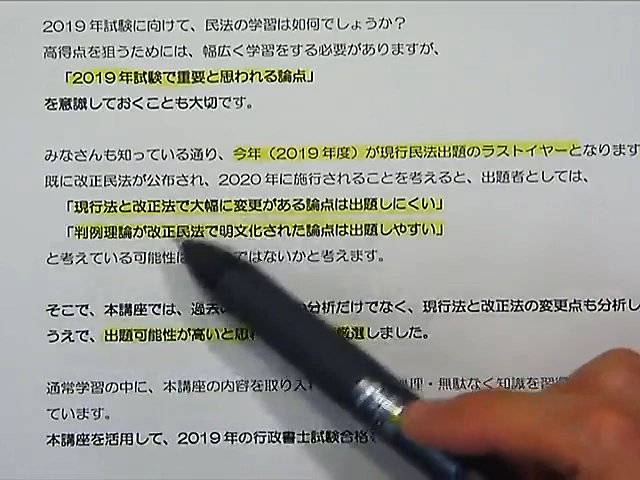 2019年試験に向けて、民法の学習は如何でしょうか？
高得点を狙うためには、幅広く学習をする必要がありますが、
「2019年試験で重要と思われる論点」
を意識しておくことも大切です。
みなさんも知っている通り、今年（2019年度）が現行民法出題のラストイヤーとなります
既に改正民法が公布され、2020年に施行されることを考えると、出題者としては、
「現行法と改正法で大幅に変更がある論点は出題しにくい」
「判例理論が改正民法で明文化された論点は出題しやすい」
と考えている可能性は ではないかと考えます。
そこで、本講座では、過去 の分析だけでなく、現行法と改正法の変更点も分析し
うえで、出題可能性が高いと思わ 厳選しました。
通常学習の中に、本講座の内容を取り入れ 理・無駄なく知識を習得
ています。
本講座を活用して、2019年の行政書士試験合格